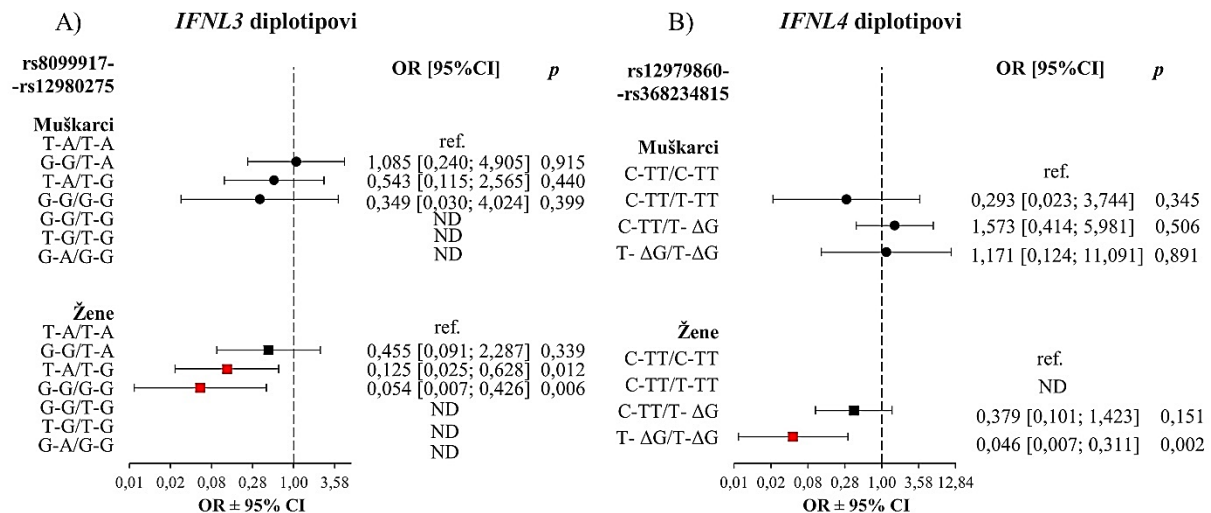 A) IFNL3 diplotipovi
rs8099917-
-rs12980275
OR [95%CI] p
Muškarci
T-A/T-A ref.
G-G/T-A 1,085 [0,240; 4,905] 0,915
T-A/T-G 0,543 [0,115; 2,565] 0,440
G-G/G-G 0,349 [0,030; 4,024] 0,399
G-G/T-G ND
T-G/T-G ND
G-A/G-G ND
Žene
T-A/T-A ref.
G-G/T-A 0,455 [0,091; 2,287] 0,339
T-A/T-G 0,125 [0,025; 0,628] 0,012
G-G/G-G 0,054 [0,007; 0,426] 0,006
G-G/T-G ND
T-G/T-G ND
G-A/G-G ND
0,01 0,02 0,08 0,28 1,00 3,58
OR ± 95% CI
B) IFNL4 diplotipovi
rs12979860-
-rs368234815
OR [95%CI] p
Muškarci
C-TT/C-TT ref.
C-TT/T-TT 0,293 [0,023; 3,744] 0,345
C-TT/T- ΔG 1,573 [0,414; 5,981] 0,506
T- ΔG/T-ΔG 1,171 [0,124; 11,091] 0,891
Žene
C-TT/C-TT ref.
C-TT/T-TT ND
C-TT/T- ΔG 0,379 [0,101; 1,423] 0,151
T- ΔG/T-ΔG 0,046 [0,007; 0,311] 0,002
0,01 0,02 0,08 0,28 1,00 3,58 12,84
OR ± 95% CI